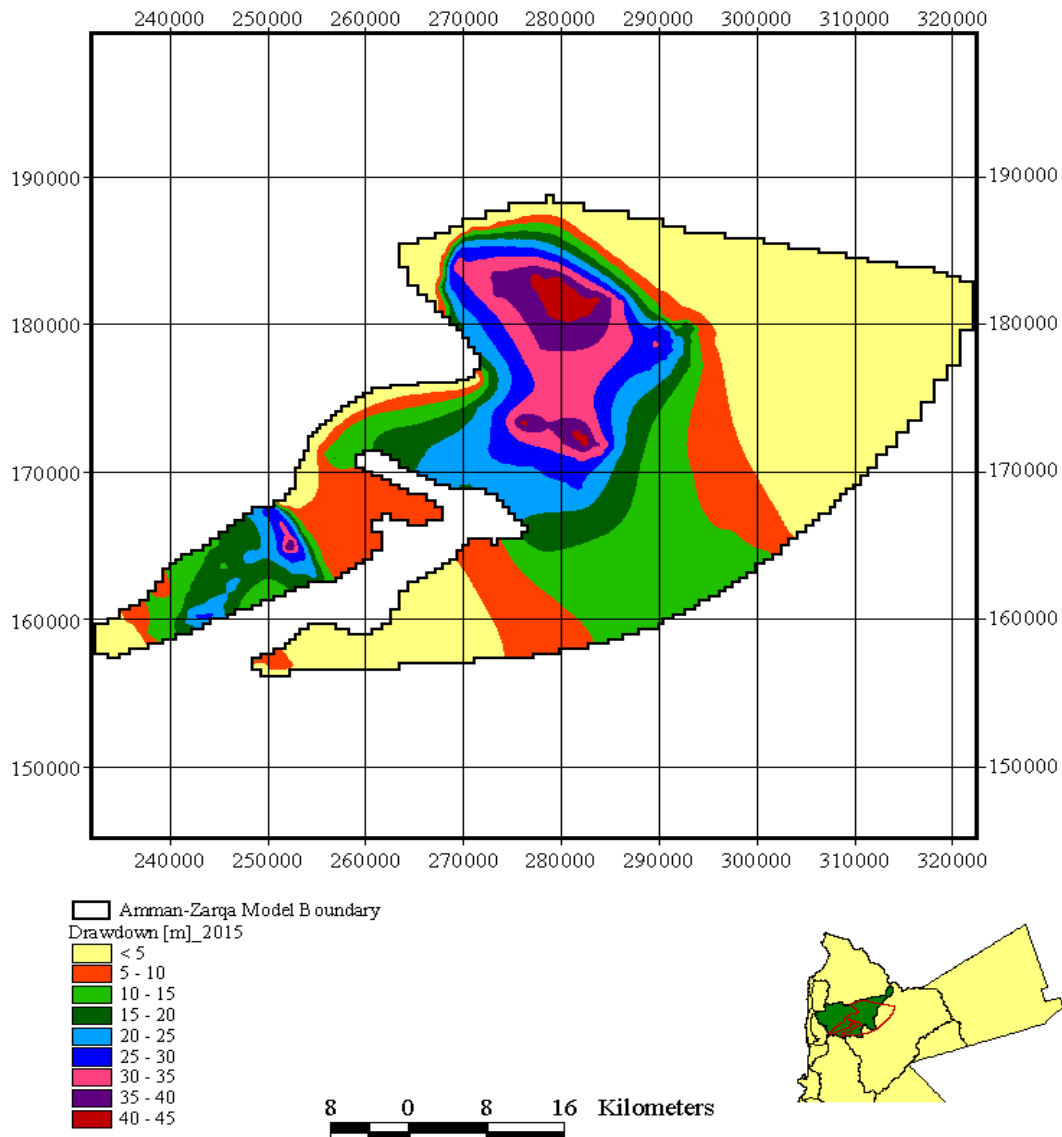 240000 250000 260000 270000 280000 290000 300000 310000 320000
190000 190000
180000 180000
170000 170000
160000 160000
150000 150000
240000 250000 260000 270000 280000 290000 300000 310000 320000
Amman-Zarqa Model Boundary
Drawdown [m]_2015
< 5
5 - 10
10 - 15
15 - 20
20 - 25
25 - 30
30 - 35
35 - 40
40 - 45
8 0 8 16 Kilometers